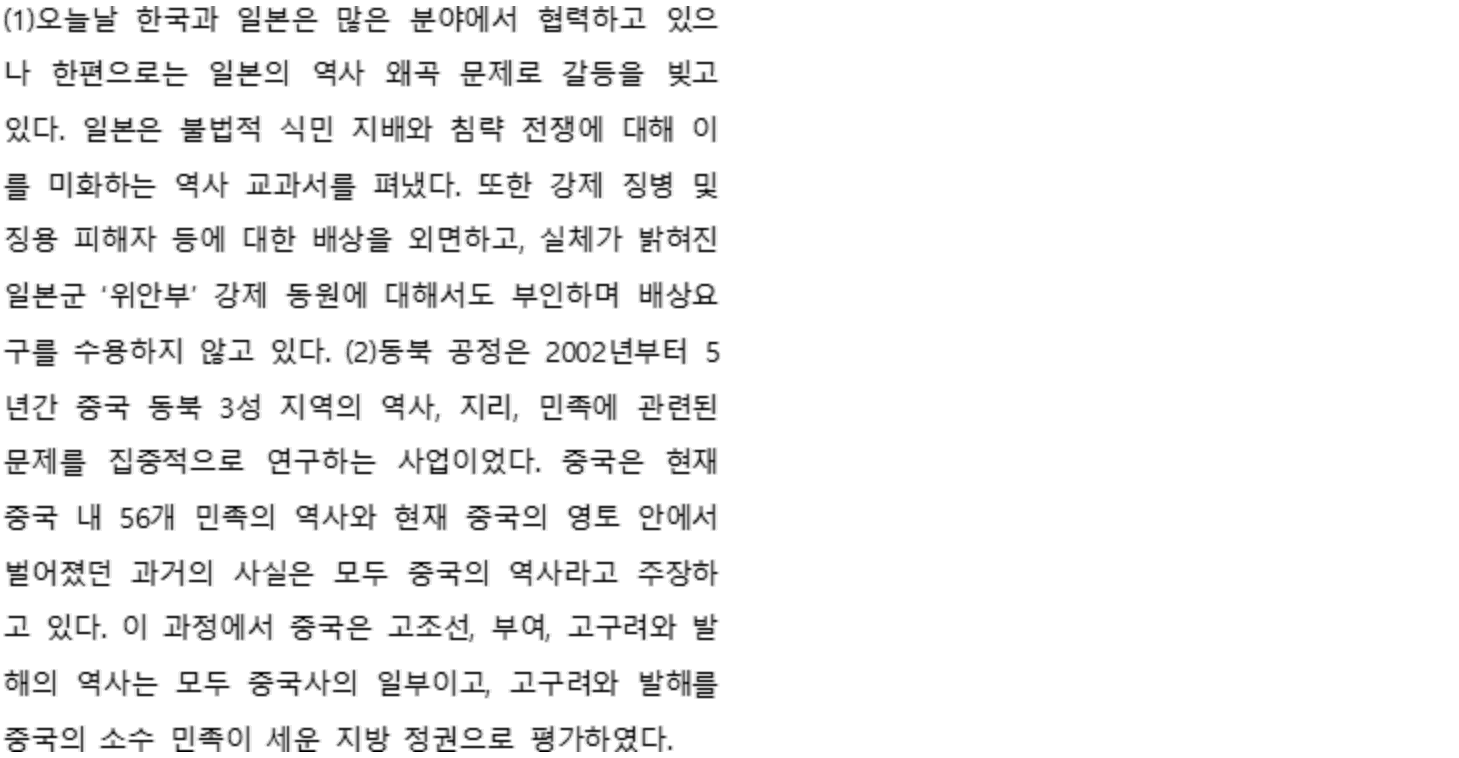 (1)오늘날 한국과 일본은 많은 분야에서 협력하고 있으
나 한편으로는 일본의 역사 왜곡 문제로 갈등을 빚고
있다. 일본은 불법적 식민 지배와 침략 전쟁에 대해 이
를 미화하는 역사 교과서를 펴냈다. 또한 강제 징병 및
징용 피해자 등에 대한 배상을 외면하고, 실체가 밝혀진
일본군 ‘위안부’ 강제 동원에 대해서도 부인하며 배상요
구를 수용하지 않고 있다. (2)동북 공정은 2002년부터 5
년간 중국 동북 3성 지역의 역사, 지리, 민족에 관련된
문제를 집중적으로 연구하는 사업이었다. 중국은 현재
중국 내 56개 민족의 역사와 현재 중국의 영토 안에서
벌어졌던 과거의 사실은 모두 중국의 역사라고 주장하
고 있다. 이 과정에서 중국은 고조선, 부여, 고구려와 발
해의 역사는 모두 중국사의 일부이고, 고구려와 발해를
중국의 소수 민족이 세운 지방 정권으로 평가하였다.